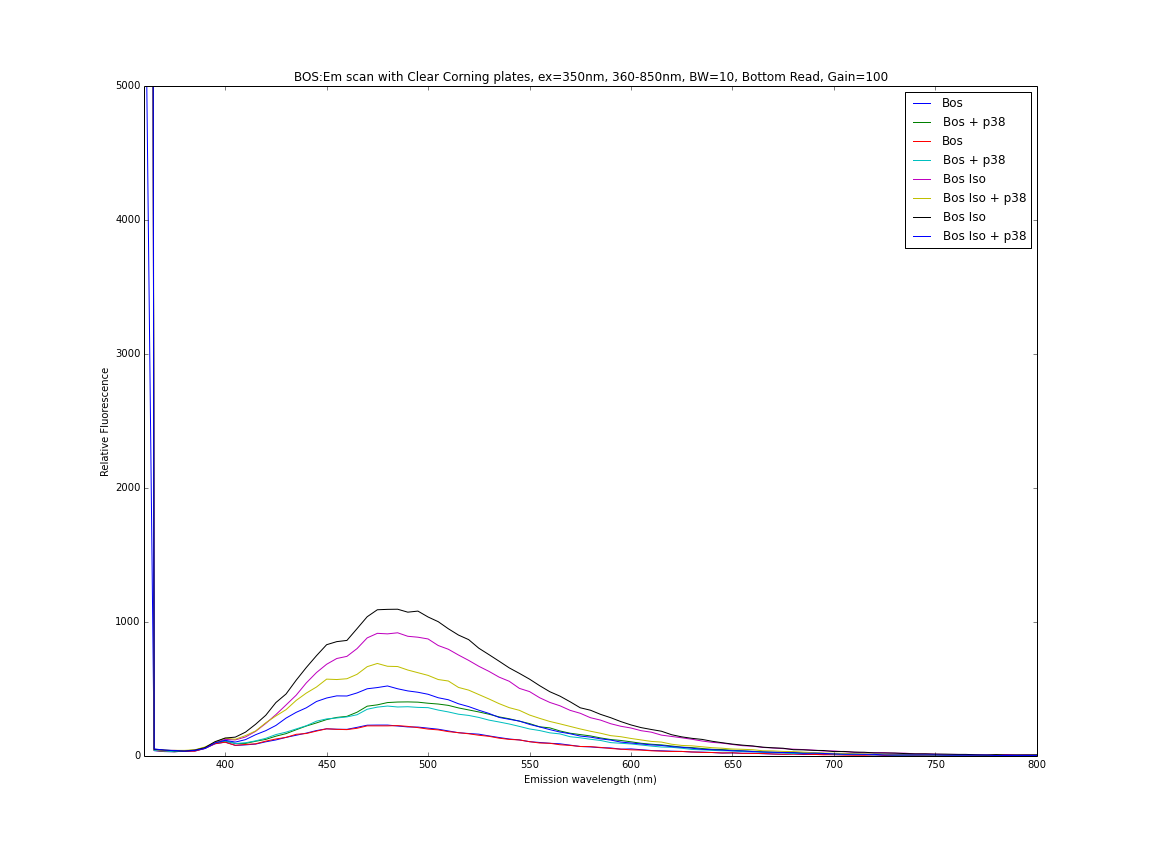 BOS:Em scan with Clear Corning plates, ex=350nm, 360-850nm, BW=10, Bottom Read, Gain=100
5000
4000
3000
2000
1000
0
Relative Fluorescence
Bos
Bos + p38
Bos
Bos + p38
Bos Iso
Bos Iso + p38
Bos Iso
Bos Iso + p38
400 450 500 550 600 650 700 750 800
Emission wavelength (nm)